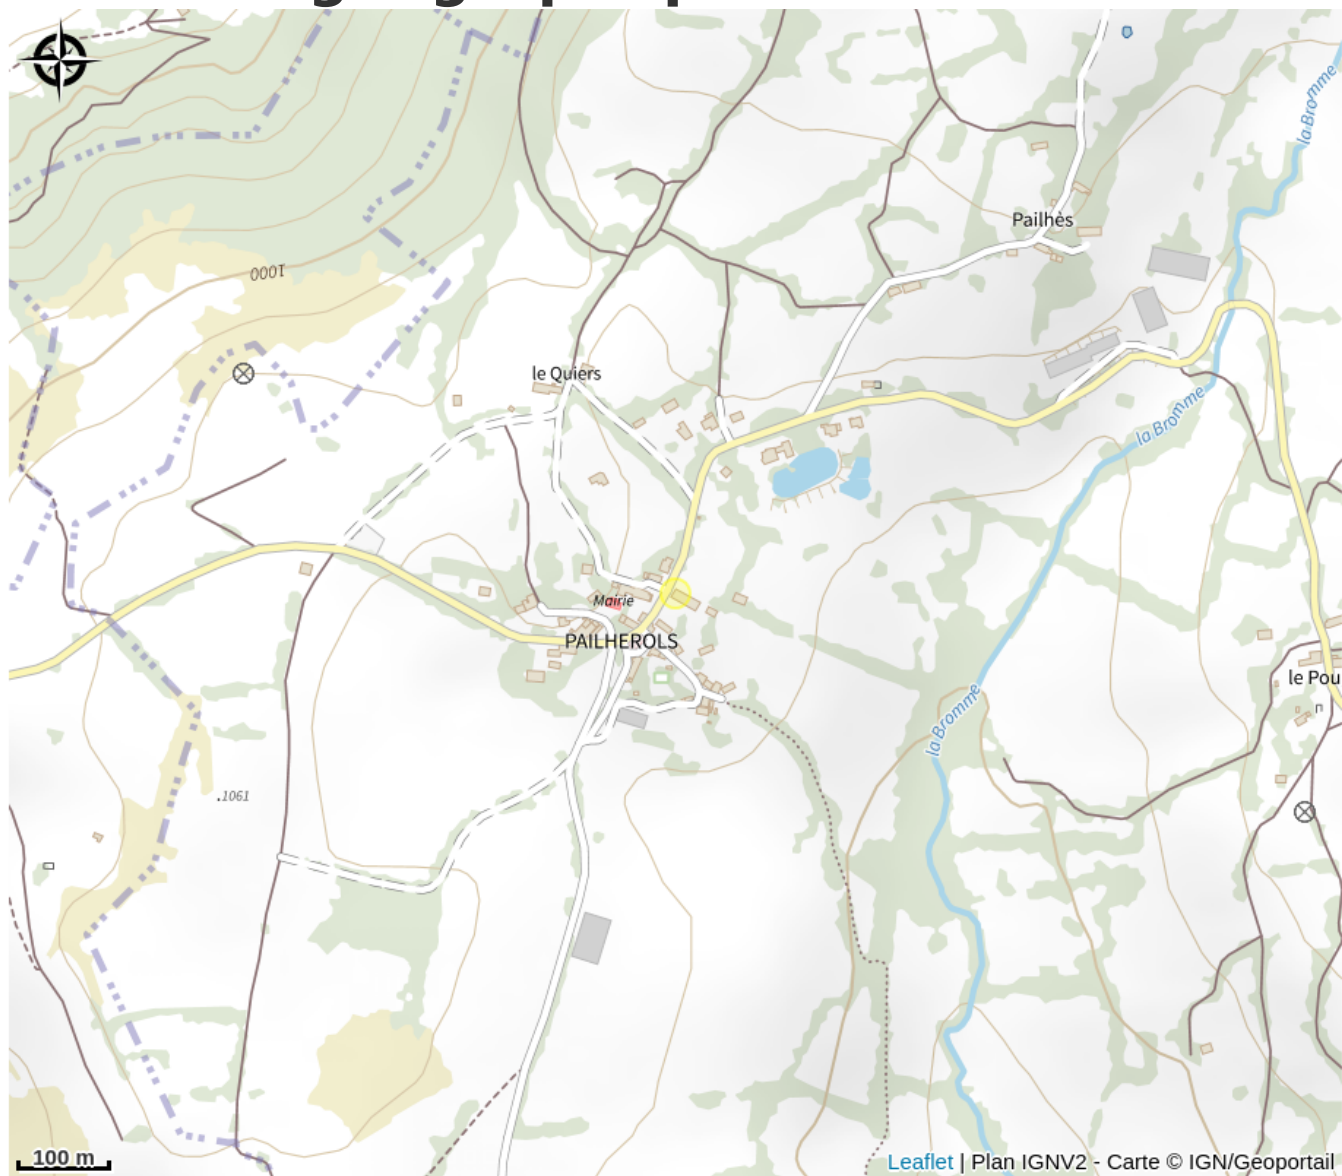 la Bromme
Pailhès
1000
le Quiers
la Bromme
Mairie
PAILHEROLS
le Pou
la Bromme
.1061
100 m
Leaflet | Plan IGNV2 - Carte © IGN/Geoportail